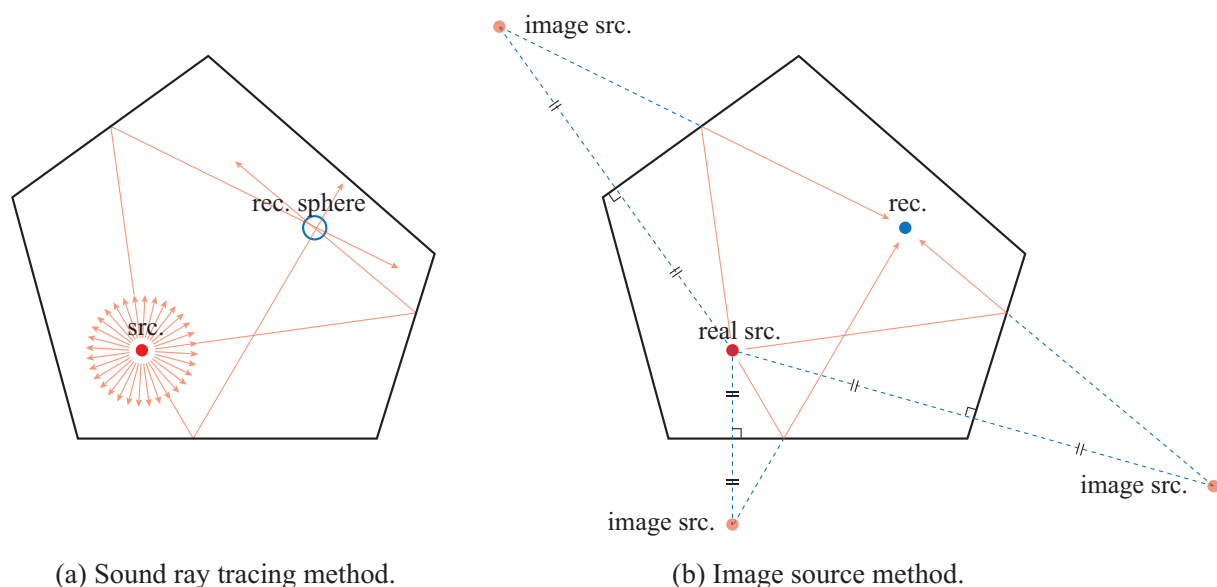 image src.
rec. sphere
src.
rec.
real src.
image src.
image src.
(a) Sound ray tracing method.
(b) Image source method.